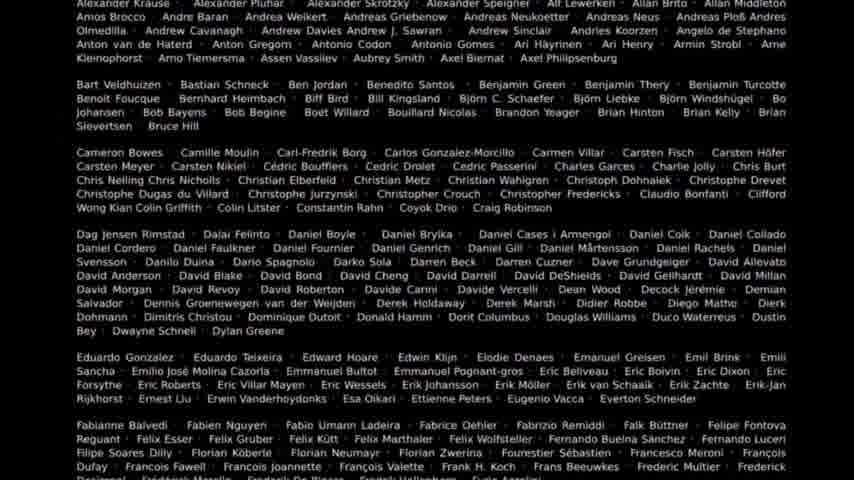 Alexander Krause · Alexander Pluhar · Alexander Skrotzky · Alexander Speigner · Alf Lewerken · Allan Brito · Allan Middleton
Amos Brocco · Andre Baran · Andrea Weikert · Andreas Griebenow · Andreas Neukoetter · Andreas Neus · Andreas Ploß Andres
Olmedilla · Andrew Cavanagh · Andrew Davies Andrew J. Sawran · Andrew Sinclair · Andries Koorzen · Angelo de Stephano
Anton van de Haterd · Anton Gregom · Antonio Codon · Antonio Gomes · Ari Häyrinen · Ari Henry · Armin Strobl · Arne
Klemophorst · Arno Tiemersma · Assen Vassilev · Aubrey Smith · Axel Biernat · Axel Philipsenburg
Bart Veldhuizen · Bastian Schneck · Ben Jordan · Benedito Santos · Benjamin Green · Benjamin Thery · Benjamin Turcotte
Benoit Foucque · Bernhard Heimbach · Biff Bird · Bill Kingsland · Björn C. Schaefer · Björn Liebke · Björn Windshügel · Bo
Johansen · Bob Bayens · Bob Begine · Boet Willard · Bouillard Nicolas · Brandon Yeager · Brian Hinton · Brian Kelly · Brian
Sievertsen · Bruce Hill
Cameron Bowes · Camille Moulin · Carl-Fredrik Borg · Carlos Gonzalez-Morcillo · Carmen Villar · Carsten Fisch · Carsten Höfer
Carsten Meyer · Carsten Nikiel · Cédric Bouffiers · Cedric Drolet · Cedric Passerini · Charles Garces · Charlie Jolly · Chris Burt
Chris Neiling Chris Nicholls · Christian Elberfeld · Christian Metz · Christian Wahlgren · Christoph Dohnalek · Christophe Drevet
Christophe Dugas du Villard · Christophe Jurzynski · Christopher Crouch · Christopher Fredericks · Claudio Bonfanti · Clifford
Wong Kian Colin Griffith · Colin Litster · Constantin Rahn · Coyok Drio · Craig Robinson
Dag Jensen Rimstad · Dalai Felinto · Daniel Boyle · Daniel Brylka · Daniel Cases i Armengol · Daniel Coik · Daniel Collado
Daniel Cordero · Daniel Faulkner · Daniel Fournier · Daniel Genrich · Daniel Gill · Daniel Mårtensson · Daniel Rachels · Daniel
Svensson · Danilo Duina · Dario Spagnolo · Darko Sola · Darren Beck · Darren Cuzner · Dave Grundgeiger · David Allevato
David Anderson · David Blake · David Bond · David Cheng · David Darrell · David DeShields · David Gellhardt · David Millan
David Morgan · David Revoy · David Roberton · Davide Carini · Davide Vercelli · Dean Wood · Decock Jérémie · Demian
Salvador · Dennis Groenewegen van der Weijden · Derek Holdaway · Derek Marsh · Didier Robbe · Diego Matho · Dierk
Dohmann · Dimitris Christou · Dominique Dutoit · Donald Hamm · Dorit Columbus · Douglas Williams · Duco Waterreus · Dustin
Bey · Dwayne Schnell · Dylan Greene
Eduardo Gonzalez · Eduardo Teixeira · Edward Hoare · Edwin Klijn · Elodie Denaes · Emanuel Greisen · Emil Brink · Emili
Sancha · Emilio José Molina Cazorla · Emmanuel Bultot · Emmanuel Pognant-gros · Eric Beliveau · Eric Boivin · Eric Dixon · Eric
Forsythe · Eric Roberts · Eric Villar Mayen · Eric Wessels · Erik Johansson · Erik Möller · Erik van Schaaik · Erik Zachte · Erik-Jan
Rijkhorst · Ernest Liu · Erwin Vanderhoydonks · Esa Oikari · Ettienne Peters · Eugenio Vacca · Everton Schneider
Fabianne Balvedi · Fabien Nguyen · Fabio Umann Ladeira · Fabrice Oehler · Fabrizio Remiddi · Falk Büttner · Felipe Fontova
Reguant · Felix Esser · Felix Gruber · Felix Kütt · Felix Marthaler · Felix Wolfsteller · Fernando Buelna Sánchez · Fernando Luceri
Filipe Soares Dilly · Florian Köberle · Florian Neumayr · Florian Zwerina · Fourestier Sébastien · Francesco Meroni · François
Dufay · Francois Fawell · Francois Joannette · François Valette · Frank H. Koch · Frans Beeuwkes · Frederic Multier · Frederick